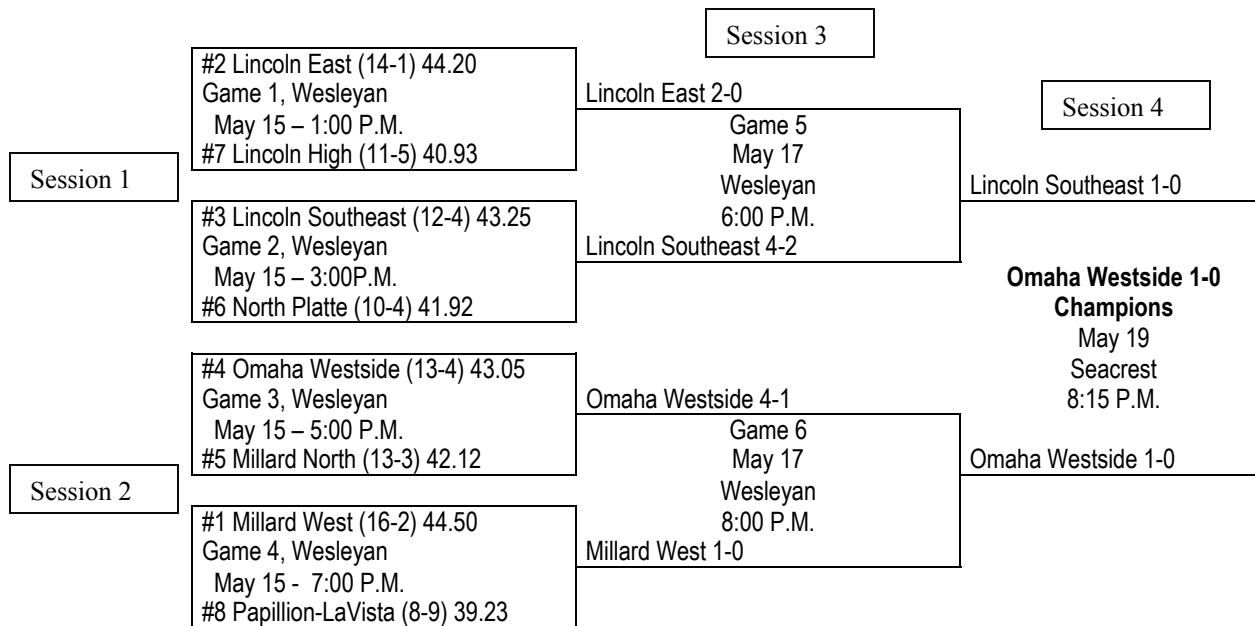 Session 3
Session 4
Session 1
#2 Lincoln East (14-1) 44.20
Game 1, Wesleyan
May 15 – 1:00 P.M.
#7 Lincoln High (11-5) 40.93
#3 Lincoln Southeast (12-4) 43.25
Game 2, Wesleyan
May 15 – 3:00P.M.
#6 North Platte (10-4) 41.92
Session 2
#4 Omaha Westside (13-4) 43.05
Game 3, Wesleyan
May 15 – 5:00 P.M.
#5 Millard North (13-3) 42.12
#1 Millard West (16-2) 44.50
Game 4, Wesleyan
May 15 - 7:00 P.M.
#8 Papillion-LaVista (8-9) 39.23
Lincoln East 2-0
Game 5
May 17
Wesleyan
6:00 P.M.
Lincoln Southeast 4-2
Omaha Westside 4-1
Game 6
May 17
Wesleyan
8:00 P.M.
Millard West 1-0
Lincoln Southeast 1-0
Omaha Westside 1-0
Champions
May 19
Seacrest
8:15 P.M.
Omaha Westside 1-0